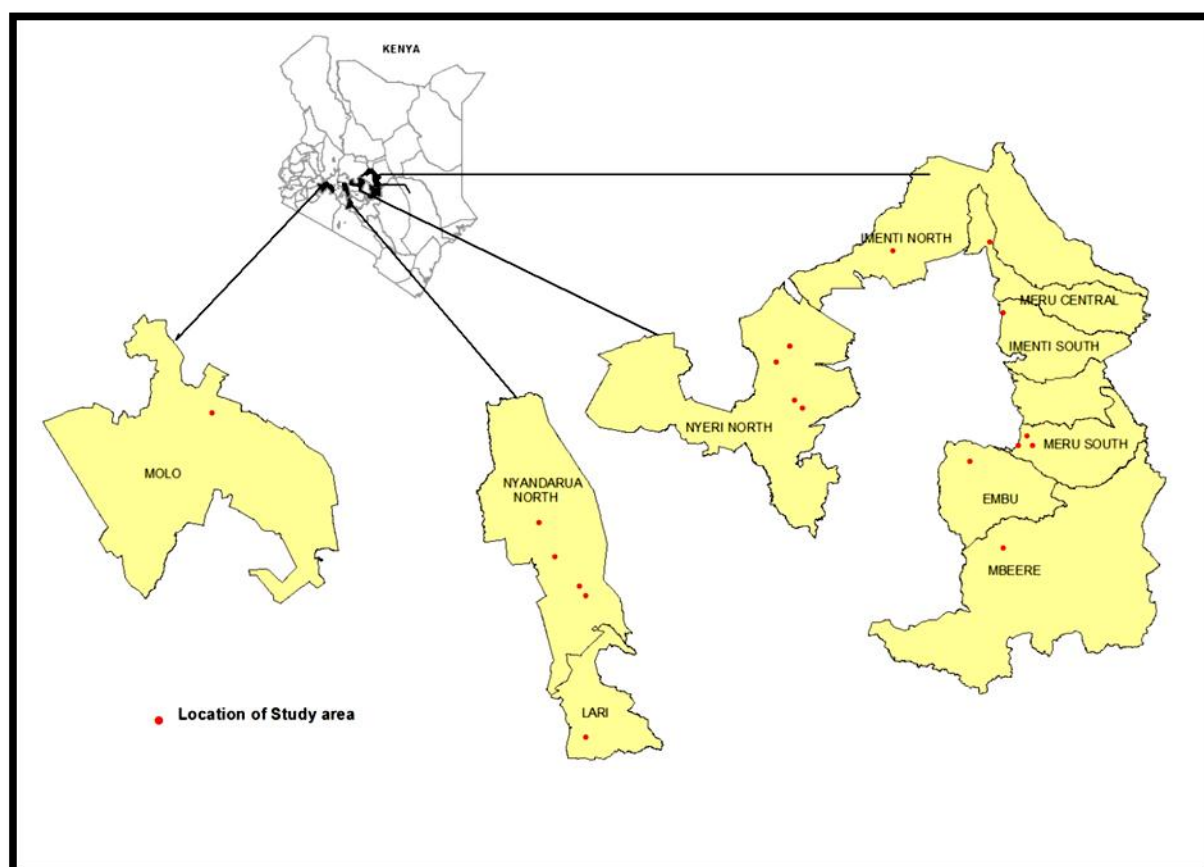 KENYA
IMENTI NORTH
MERU CENTRAL
IMENTI SOUTH
NYERI NORTH
MERU SOUTH
MOLO
NYANDARUA
NORTH
EMBU
MBEERE
LARI
Location of Study area